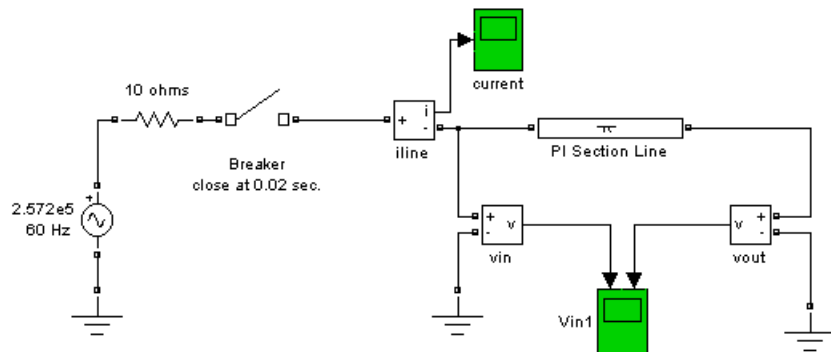 current
10 ohms
i
+
-
iline
Breaker
close at 0.02 sec.
PI Section Line
+
2.572e5
60 Hz
+
-
v
vin
v
+
-
vout
Vin1